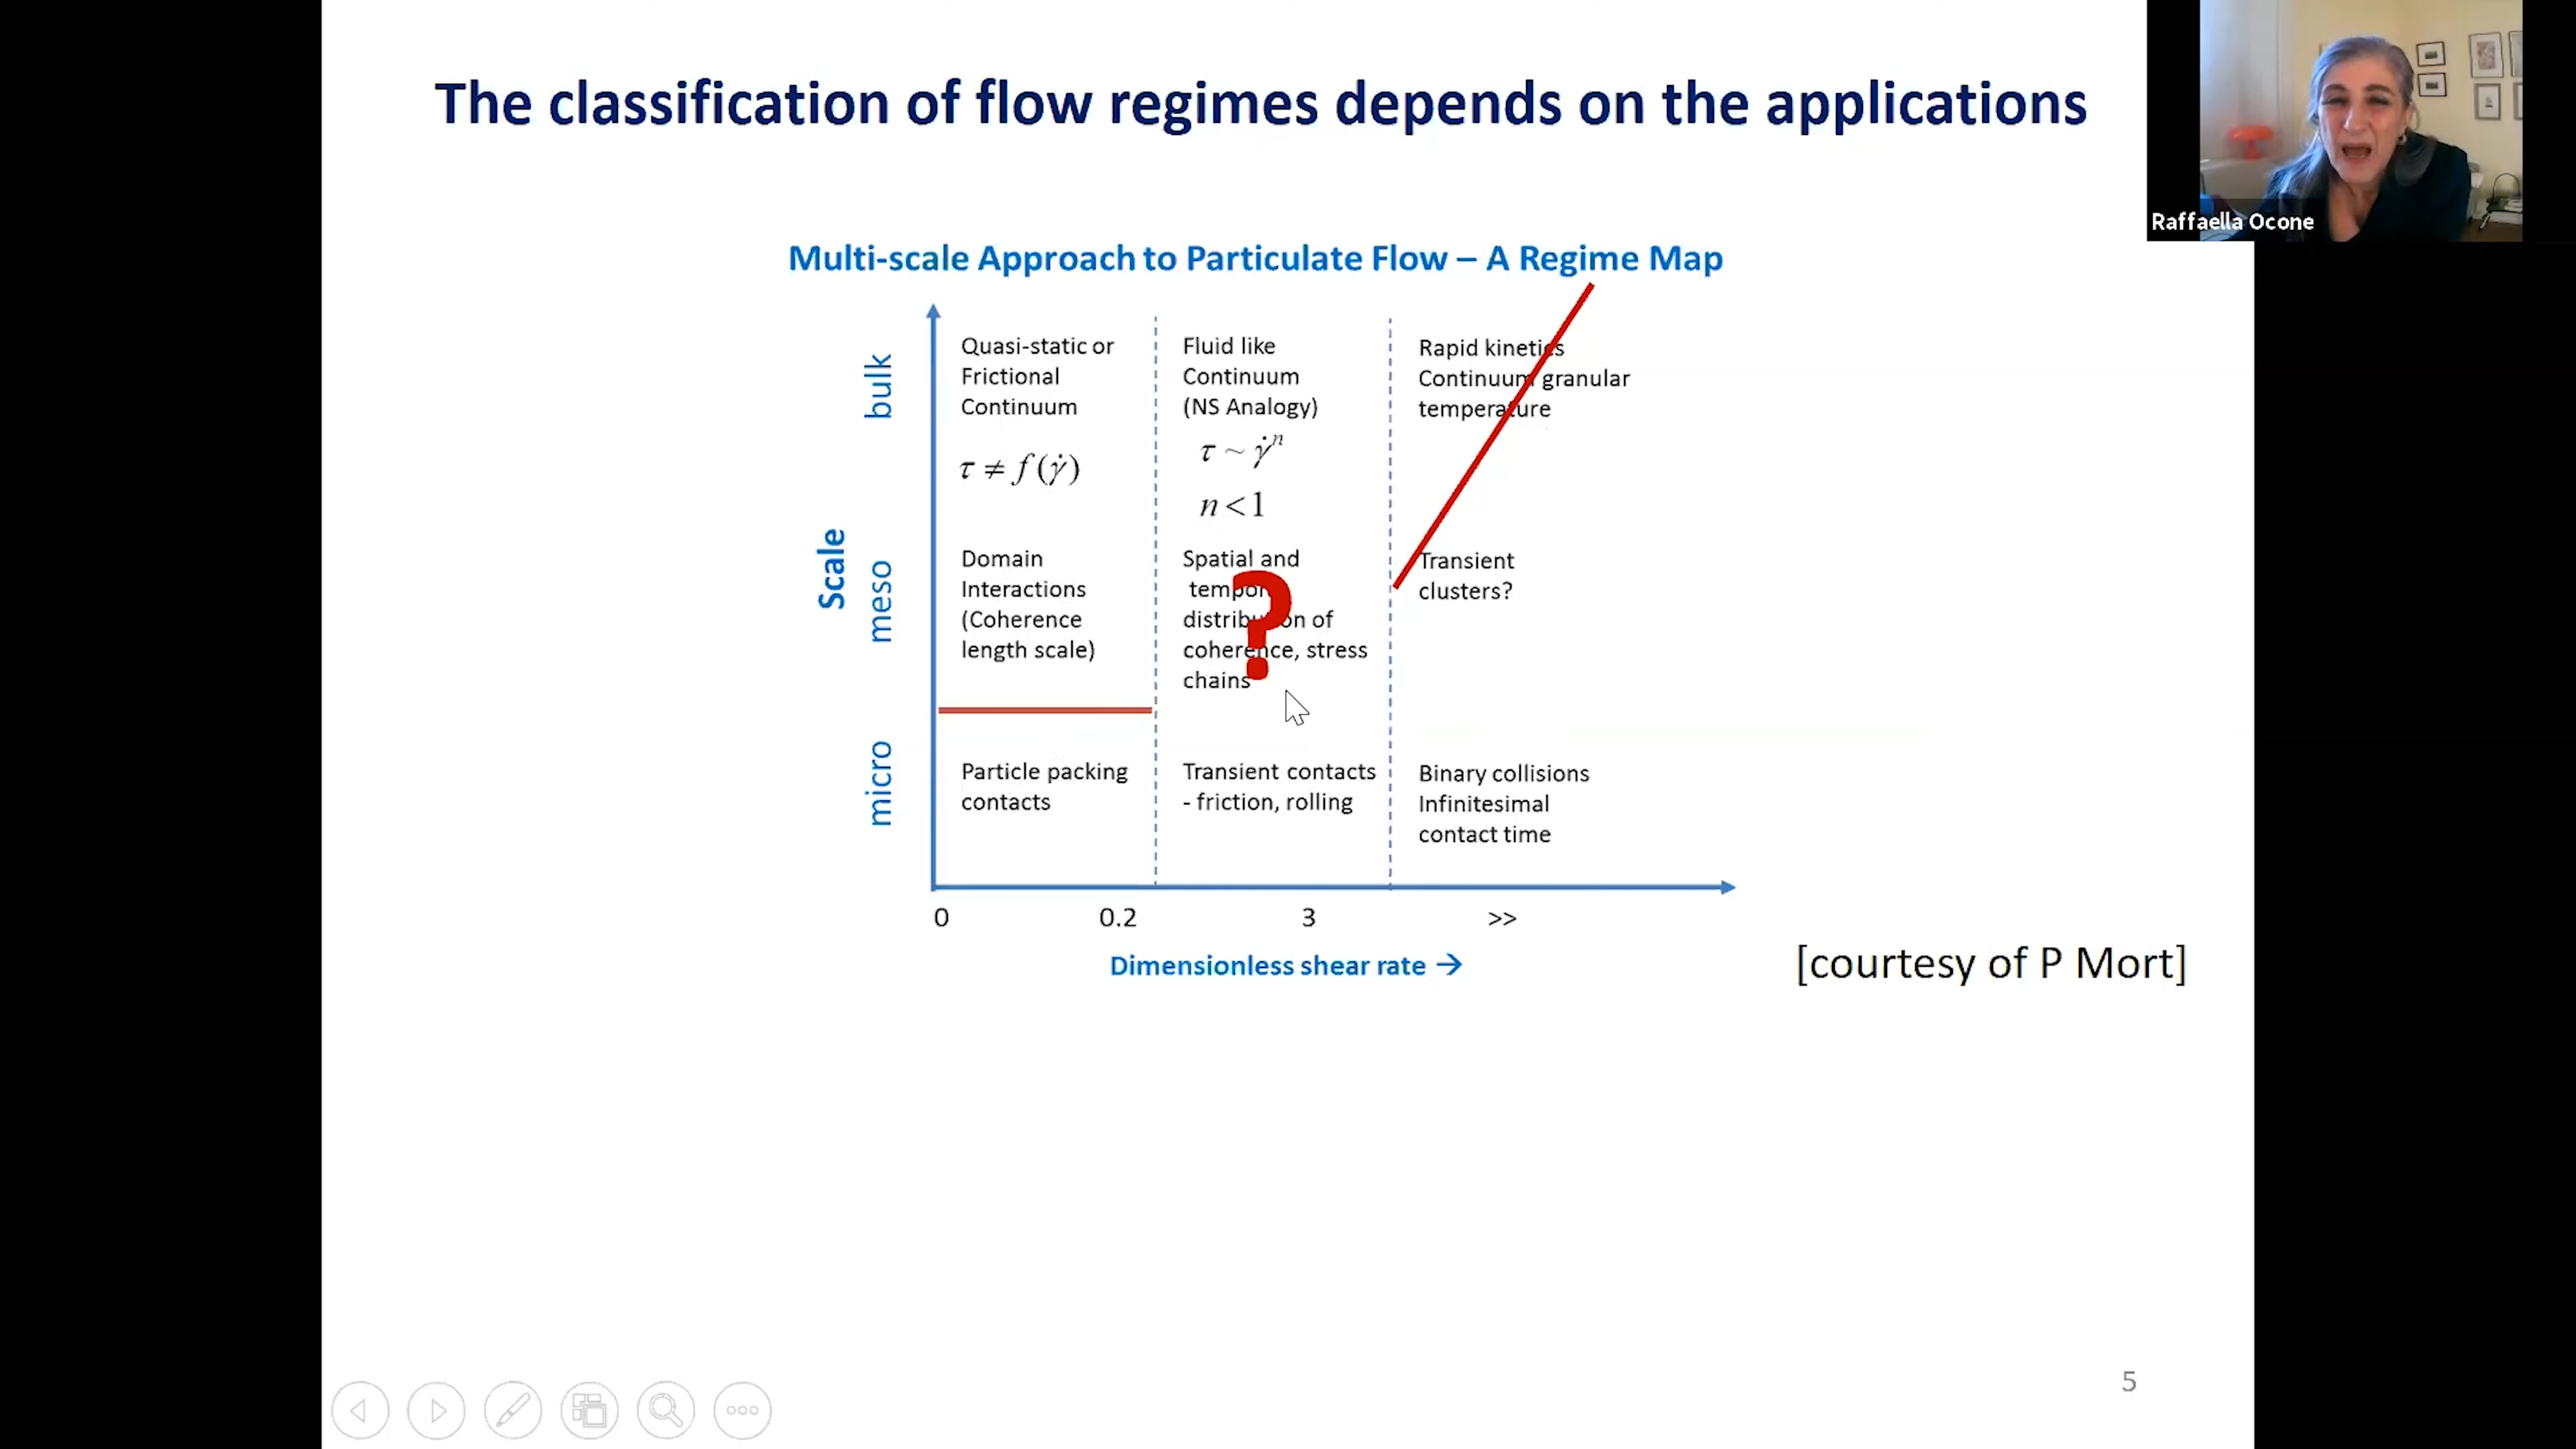 The classification of flow regimes depends on the applications
Raffaella Ocone
Multi-scale Approach to Particulate Flow – A Regime Map
Scale
bulk
Quasi-static or
Frictional
Continuum
τ ≠ f(γ̇)
Fluid like
Continuum
(NS Analogy)
τ ~ γ̇ⁿ
n < 1
Rapid kinetics
Continuum granular
temperature
meso
Domain
Interactions
(Coherence
length scale)
Spatial and
temporal
distribution of
coherence, stress
chains
?
Transient
clusters?
micro
Particle packing
contacts
Transient contacts
- friction, rolling
Binary collisions
Infinitesimal
contact time
0 0.2 3 >>
Dimensionless shear rate →
[courtesy of P Mort]
5